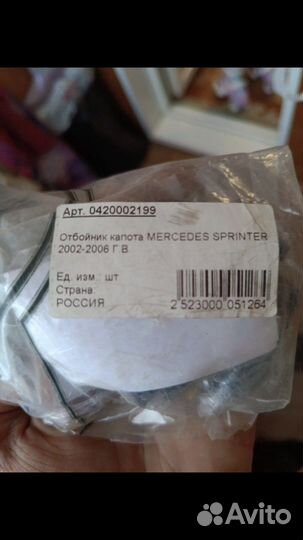 Арт. 0420002199
Отбойник капота MERCEDES SPRINTER
2002-2006 Г.В.
Ед. изм.: шт
Страна:
РОССИЯ
2 523000 051264
Avito